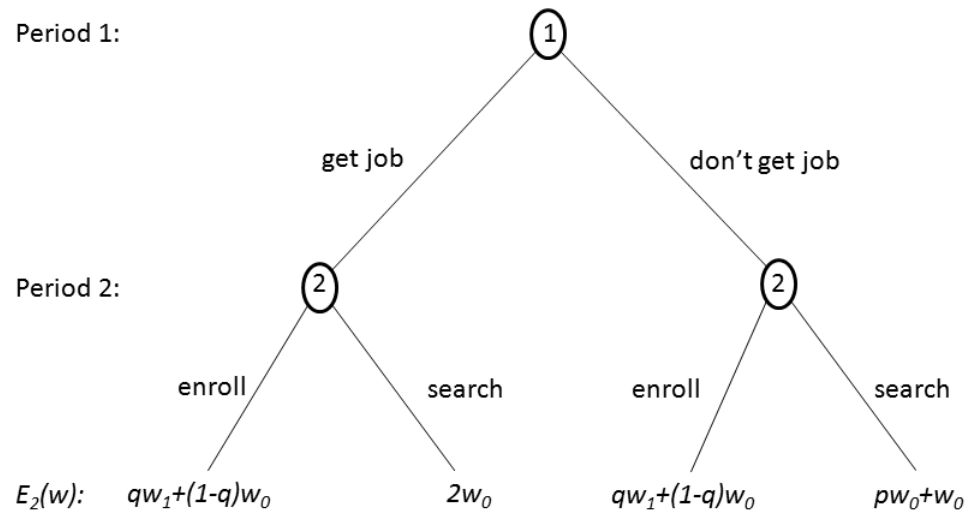 Period 1: 1
get job don't get job
Period 2: 2 2
enroll search enroll search
E₂(w): qw₁+(1-q)w₀ 2w₀ qw₁+(1-q)w₀ pw₀+w₀